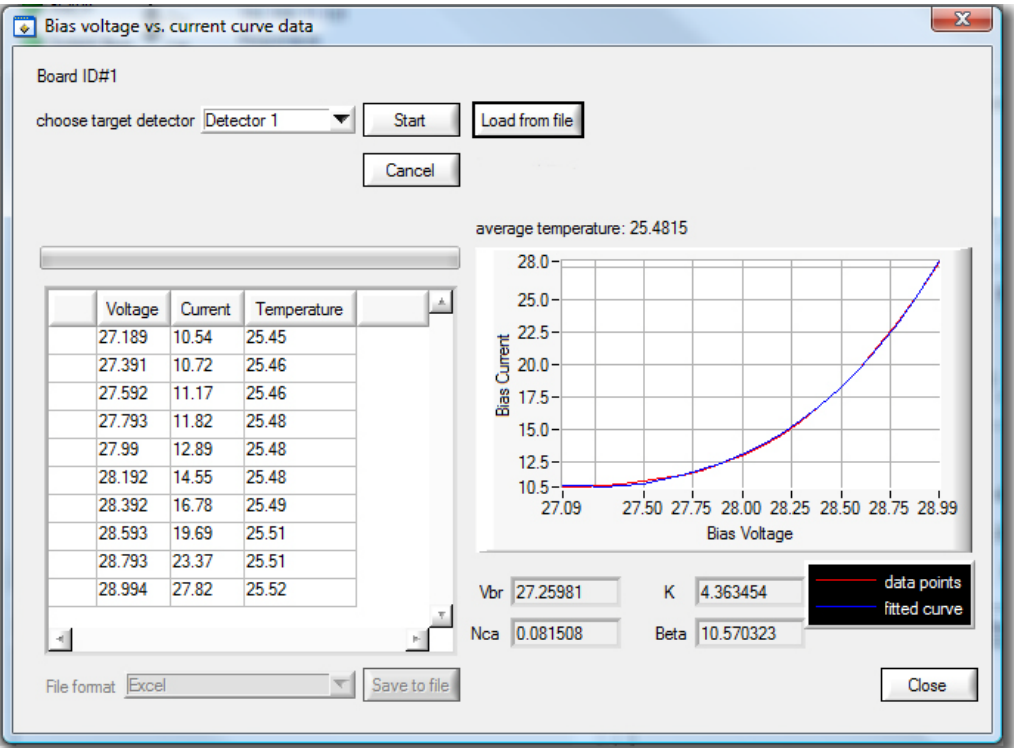 Bias voltage vs. current curve data
Board ID#1
choose target detector Detector 1 Start Load from file
Cancel
average temperature: 25.4815
Voltage Current Temperature
27.189 10.54 25.45
27.391 10.72 25.46
27.592 11.17 25.46
27.793 11.82 25.48
27.99 12.89 25.48
28.192 14.55 25.48
28.392 16.78 25.49
28.593 19.69 25.51
28.793 23.37 25.51
28.994 27.82 25.52
28.0
25.0
22.5
20.0
17.5
15.0
12.5
10.5
Bias Current
27.09 27.50 27.75 28.00 28.25 28.50 28.75 28.99
Bias Voltage
Vbr 27.25981 K 4.363454
Nca 0.081508 Beta 10.570323
data points
fitted curve
File format Excel Save to file
Close